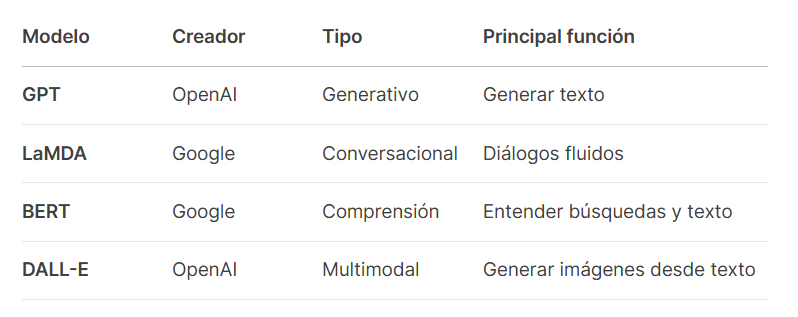 Modelo Creador Tipo Principal función
GPT OpenAI Generativo Generar texto
LaMDA Google Conversacional Diálogos fluidos
BERT Google Comprensión Entender búsquedas y texto
DALL-E OpenAI Multimodal Generar imágenes desde texto